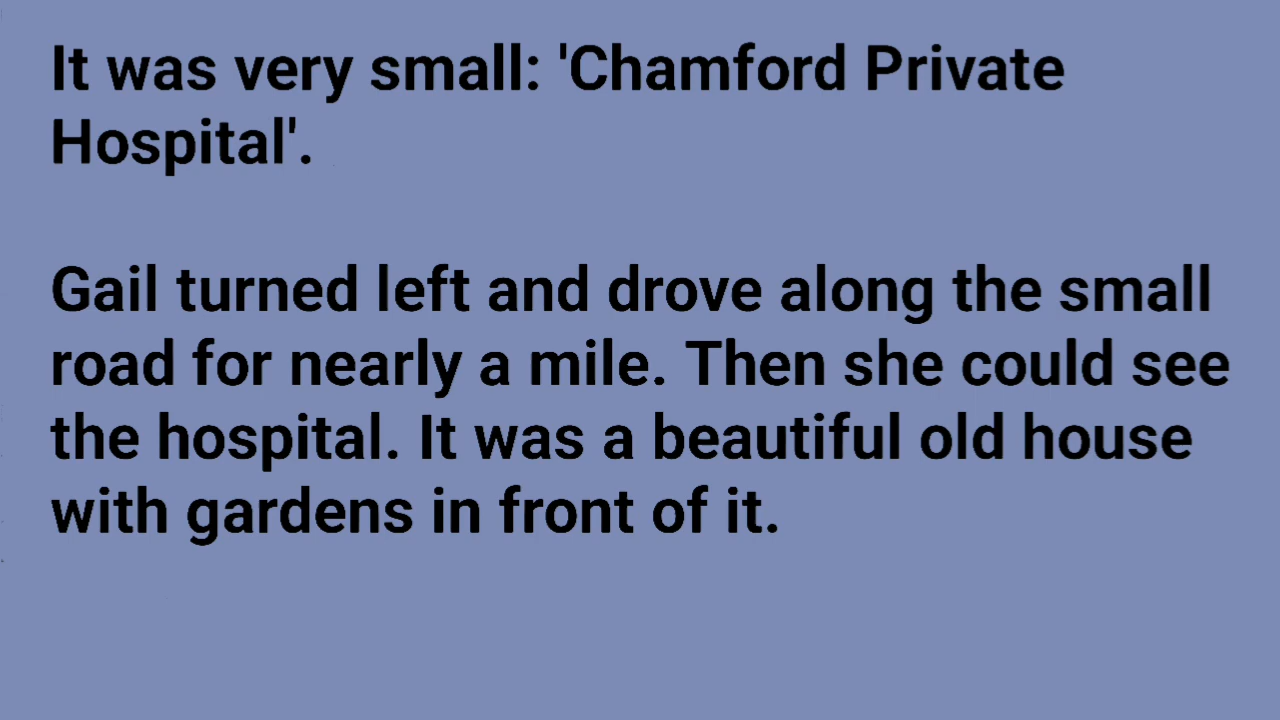 It was very small: 'Chamford Private
Hospital'.
Gail turned left and drove along the small
road for nearly a mile. Then she could see
the hospital. It was a beautiful old house
with gardens in front of it.